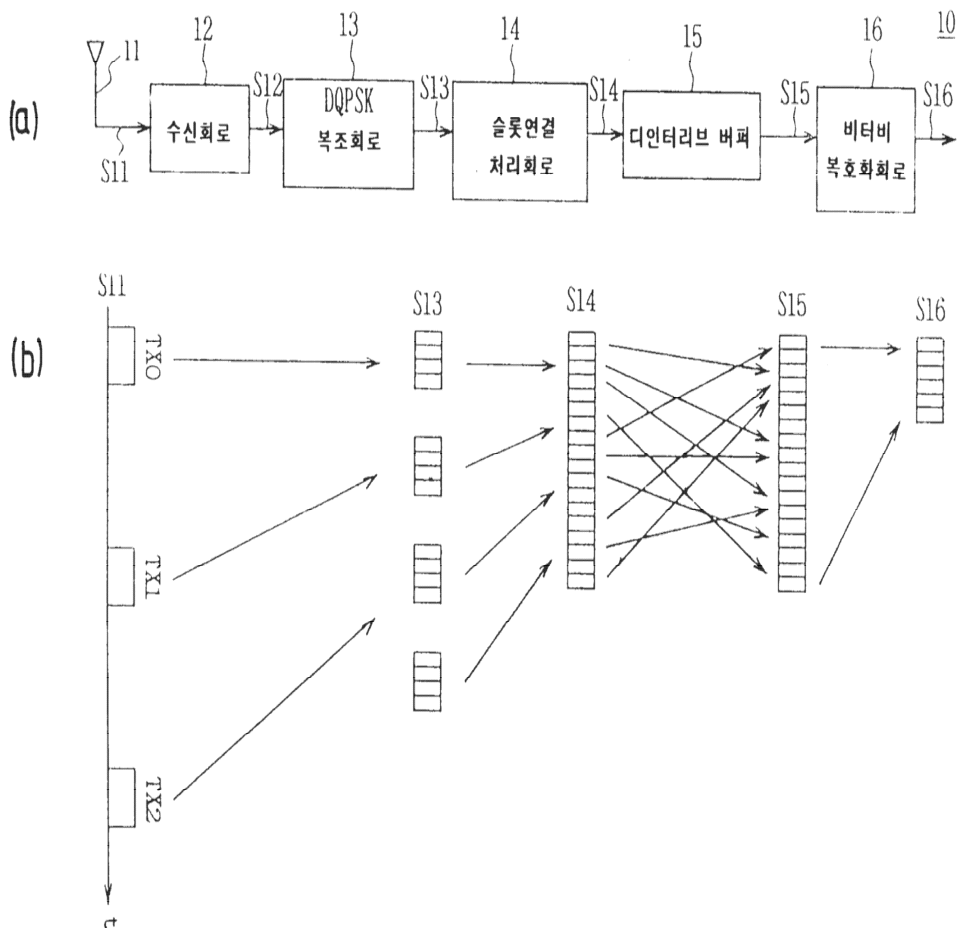 (a)
11
12
13
14
15
16
10
S11
수신회로
S12
DQPSK
복조회로
S13
슬롯연결
처리회로
S14
디인터리브 버퍼
S15
비터비
복호화회로
S16
(b)
S11
S13
S14
S15
S16
TX0
TX1
TX2
t